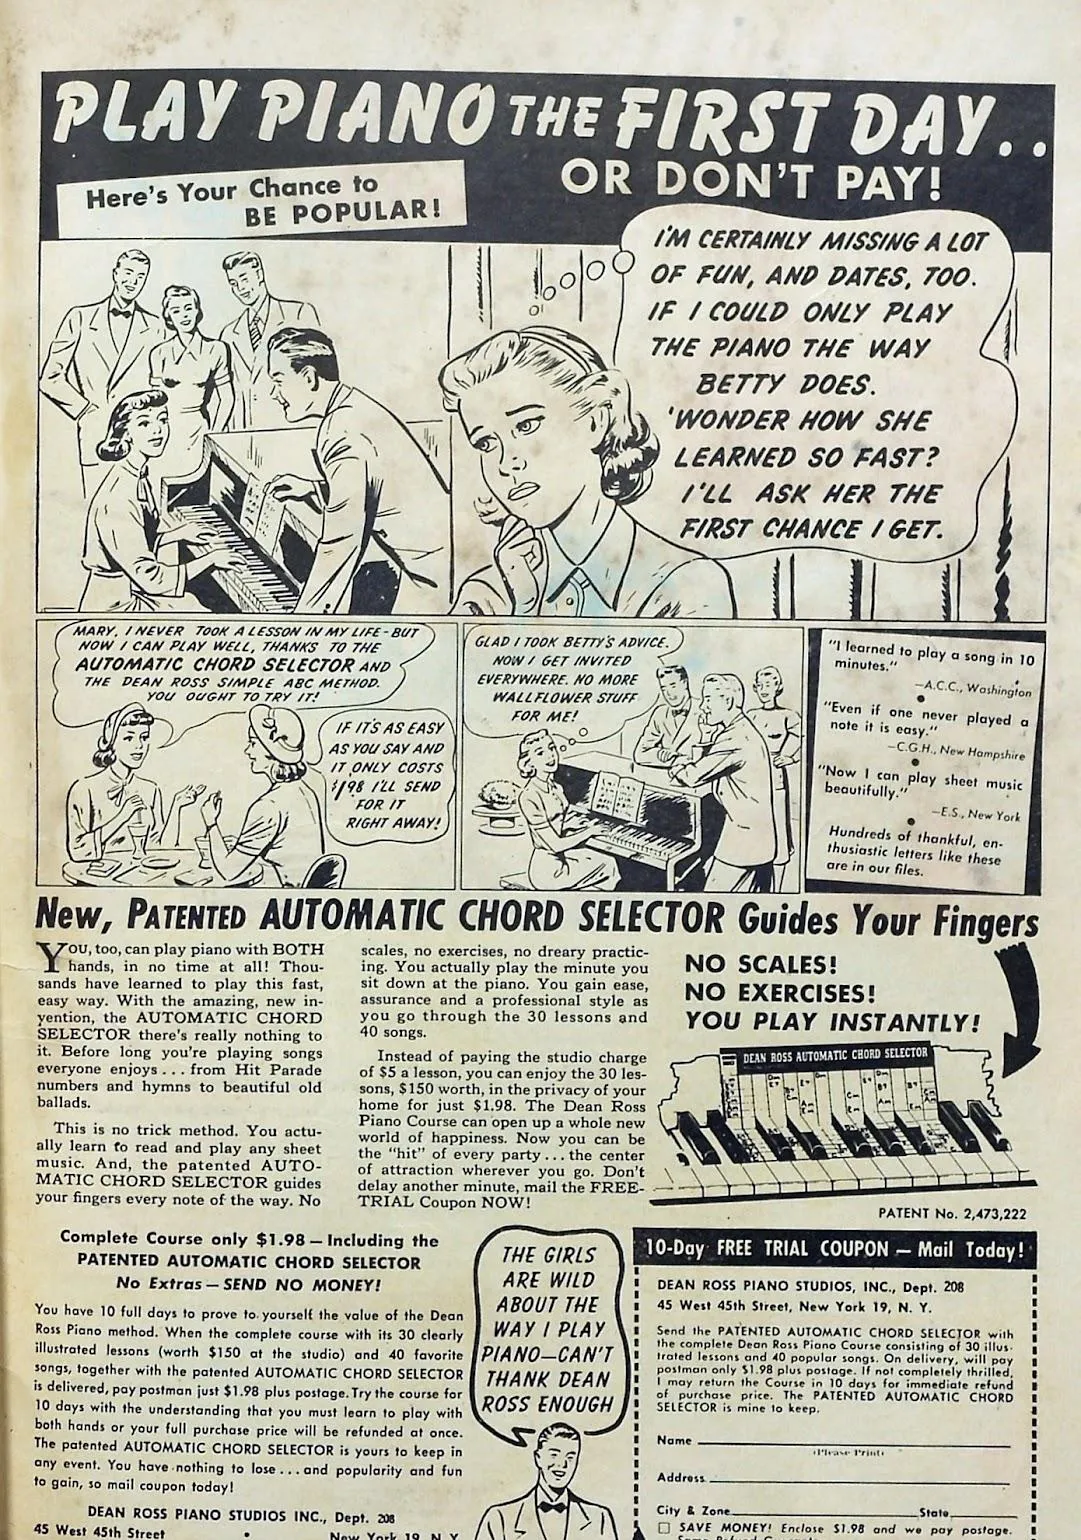 PLAY PIANO THE FIRST DAY..
OR DON'T PAY!
Here's Your Chance to
BE POPULAR!
I'M CERTAINLY MISSING A LOT
OF FUN, AND DATES, TOO.
IF I COULD ONLY PLAY
THE PIANO THE WAY
BETTY DOES.
'WONDER HOW SHE
LEARNED SO FAST?
I'LL ASK HER THE
FIRST CHANCE I GET.
MARY, I NEVER TOOK A LESSON IN MY LIFE-BUT
NOW I CAN PLAY WELL, THANKS TO THE
AUTOMATIC CHORD SELECTOR AND
THE DEAN ROSS SIMPLE ABC METHOD.
YOU OUGHT TO TRY IT!
IF IT'S AS EASY
AS YOU SAY AND
IT ONLY COSTS
$1.98 I'LL SEND
FOR IT
RIGHT AWAY!
GLAD I TOOK BETTY'S ADVICE.
NOW I GET INVITED
EVERYWHERE. NO MORE
WALLFLOWER STUFF
FOR ME!
"I learned to play a song in 10
minutes."
—A.C.C., Washington
"Even if one never played a
note it is easy."
—C.G.H., New Hampshire
"Now I can play sheet music
beautifully."
—E.S., New York
Hundreds of thankful, en-
thusiastic letters like these
are in our files.
New, PATENTED AUTOMATIC CHORD SELECTOR Guides Your Fingers
YOU, too, can play piano with BOTH
hands, in no time at all! Thou-
sands have learned to play this fast,
easy way. With the amazing, new in-
vention, the AUTOMATIC CHORD
SELECTOR there's really nothing to
it. Before long you're playing songs
everyone enjoys . . . from Hit Parade
numbers and hymns to beautiful old
ballads.
This is no trick method. You actu-
ally learn to read and play any sheet
music. And, the patented AUTO-
MATIC CHORD SELECTOR guides
your fingers every note of the way. No
scales, no exercises, no dreary practic-
ing. You actually play the minute you
sit down at the piano. You gain ease,
assurance and a professional style as
you go through the 30 lessons and
40 songs.
Instead of paying the studio charge
of $5 a lesson, you can enjoy the 30 les-
sons, $150 worth, in the privacy of your
home for just $1.98. The Dean Ross
Piano Course can open up a whole new
world of happiness. Now you can be
the "hit" of every party . . . the center
of attraction wherever you go. Don't
delay another minute, mail the FREE-
TRIAL Coupon NOW!
NO SCALES!
NO EXERCISES!
YOU PLAY INSTANTLY!
DEAN ROSS AUTOMATIC CHORD SELECTOR
PATENT No. 2,473,222
Complete Course only $1.98 — Including the
PATENTED AUTOMATIC CHORD SELECTOR
No Extras — SEND NO MONEY!
You have 10 full days to prove to yourself the value of the Dean
Ross Piano method. When the complete course with its 30 clearly
illustrated lessons (worth $150 at the studio) and 40 favorite
songs, together with the patented AUTOMATIC CHORD SELECTOR
is delivered, pay postman just $1.98 plus postage. Try the course for
10 days with the understanding that you must learn to play with
both hands or your full purchase price will be refunded at once.
The patented AUTOMATIC CHORD SELECTOR is yours to keep in
any event. You have nothing to lose . . . and popularity and fun
to gain, so mail coupon today!
DEAN ROSS PIANO STUDIOS INC., Dept. 208
45 West 45th Street • New York 19, N. Y.
THE GIRLS
ARE WILD
ABOUT THE
WAY I PLAY
PIANO—CAN'T
THANK DEAN
ROSS ENOUGH
10-Day FREE TRIAL COUPON — Mail Today!
DEAN ROSS PIANO STUDIOS, INC., Dept. 208
45 West 45th Street, New York 19, N. Y.
Send the PATENTED AUTOMATIC CHORD SELECTOR with
the complete Dean Ross Piano Course consisting of 30 illus-
trated lessons and 40 popular songs. On delivery, will pay
postman only $1.98 plus postage. If not completely thrilled,
I may return the Course in 10 days for immediate refund
of purchase price. The PATENTED AUTOMATIC CHORD
SELECTOR is mine to keep.
Name
(Please Print)
Address
City & Zone State
SAVE MONEY! Enclose $1.98 and we pay postage.